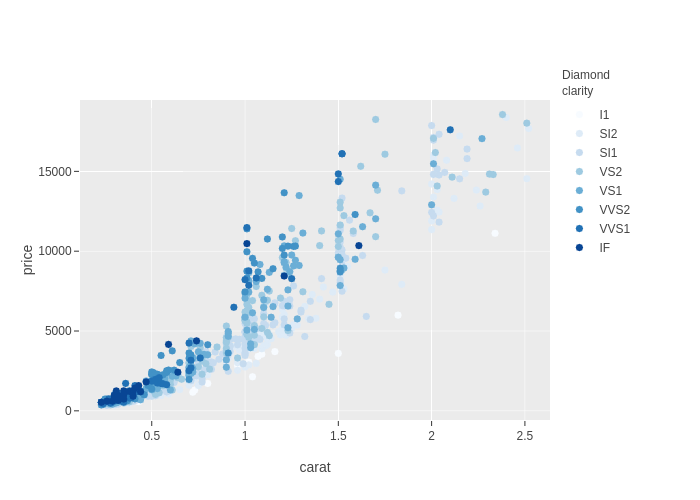 Diamond
clarity
I1
SI2
SI1
VS2
VS1
VVS2
VVS1
IF
price
15000
10000
5000
0
0.5
1
1.5
2
2.5
carat